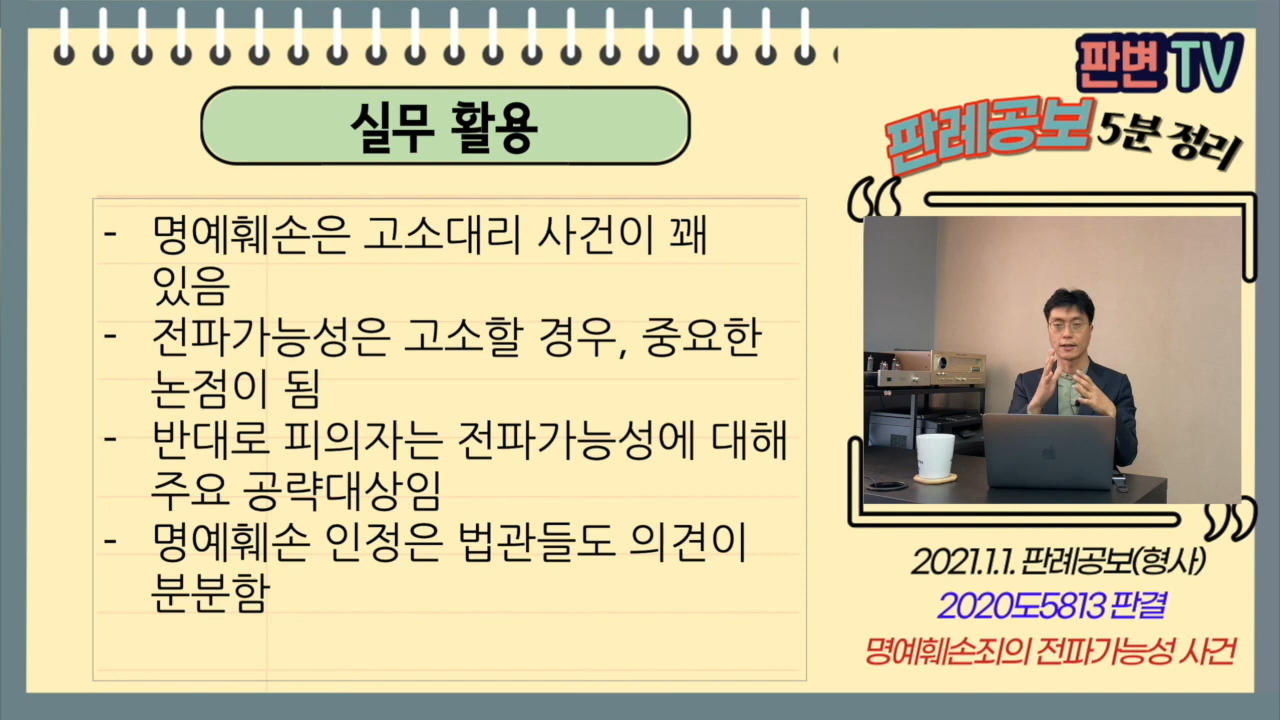 실무 활용
- 명예훼손은 고소대리 사건이 꽤
있음
- 전파가능성은 고소할 경우, 중요한
논점이 됨
- 반대로 피의자는 전파가능성에 대해
주요 공략대상임
- 명예훼손 인정은 법관들도 의견이
분분함
판변 TV
판례공보 5분 정리
2021.1.1. 판례공보(형사)
2020도5813 판결
명예훼손죄의 전파가능성 사건